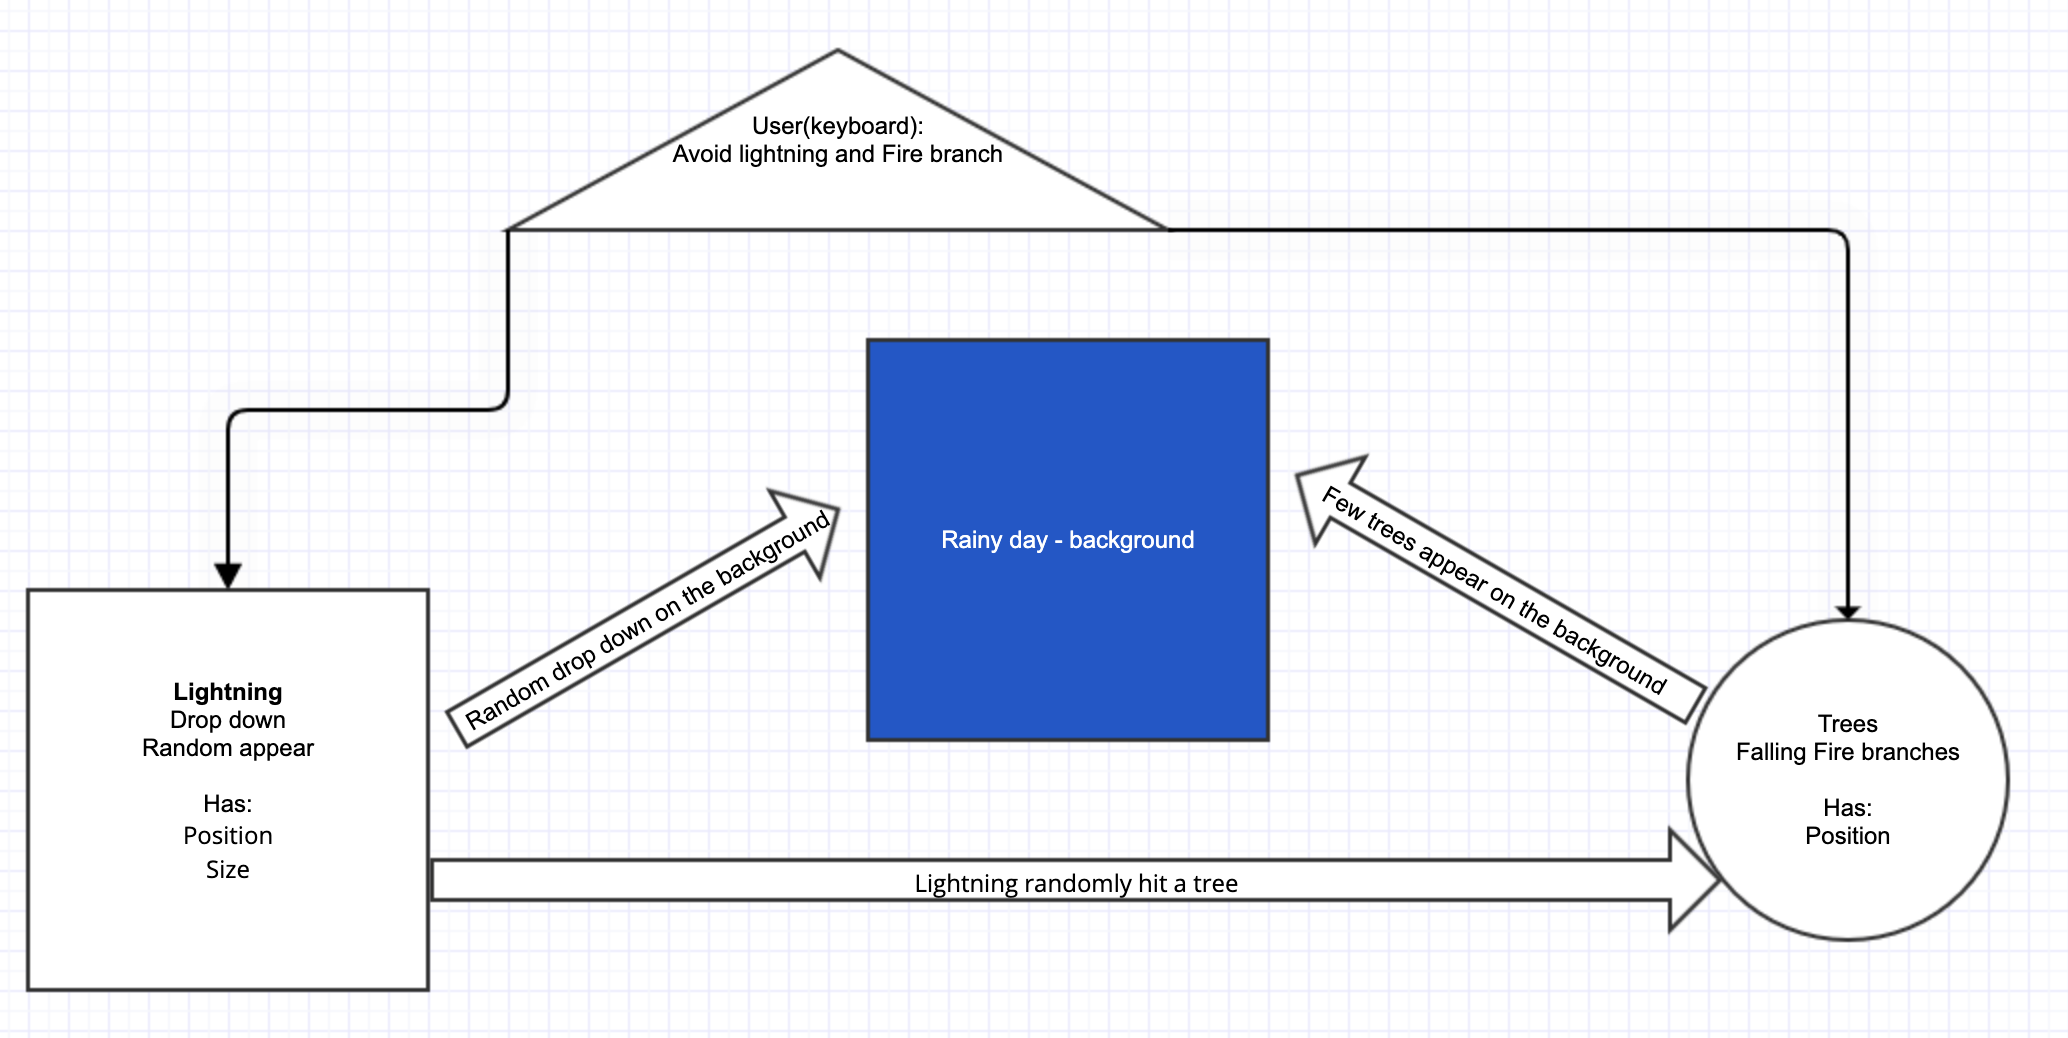 User(keyboard):
Avoid lightning and Fire branch
Rainy day - background
Random drop down on the background
Few trees appear on the background
Lightning
Drop down
Random appear
Has:
Position
Size
Trees
Falling Fire branches
Has:
Position
Lightning randomly hit a tree